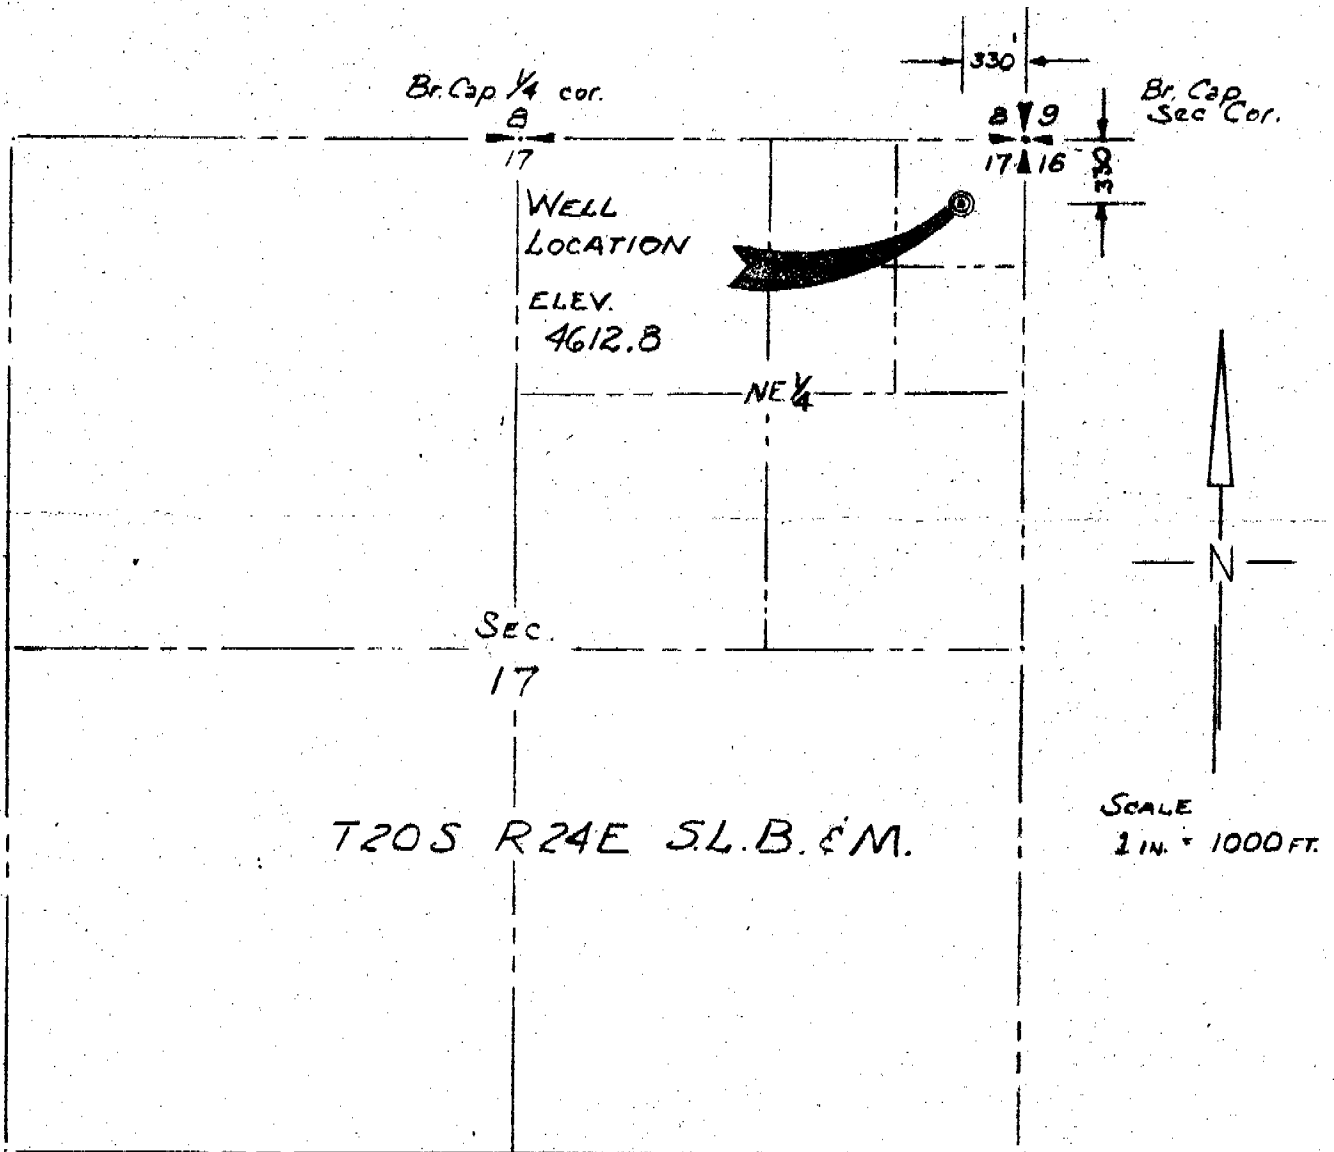 330'
Br. Cap 1/4 cor.
8
17
8 9
17 16
Br. Cap
Sec Cor.
330
WELL
LOCATION
ELEV.
4612.8
NE 1/4
N
SEC.
17
SCALE
1 IN. = 1000 FT.
T20S R24E S.L.B. & M.